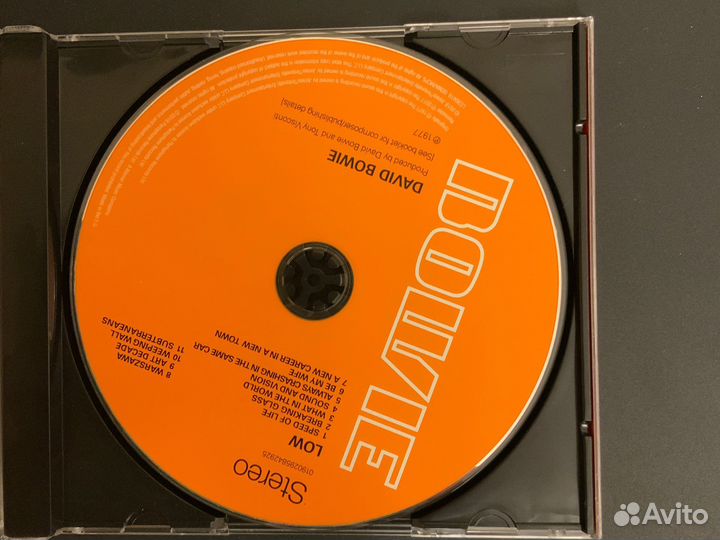 Stereo
0190295842925
LOW
1 SPEED OF LIFE
2 BREAKING GLASS
3 WHAT IN THE WORLD
4 SOUND AND VISION
5 ALWAYS CRASHING IN THE SAME CAR
6 BE MY WIFE
7 A NEW CAREER IN A NEW TOWN
8 WARSZAWA
9 ART DECADE
10 WEEPING WALL
11 SUBTERRANEANS
BOWIE
DAVID BOWIE
Produced by David Bowie and Tony Visconti
[See booklet for composer/publishing details]
℗ 1977
Avito